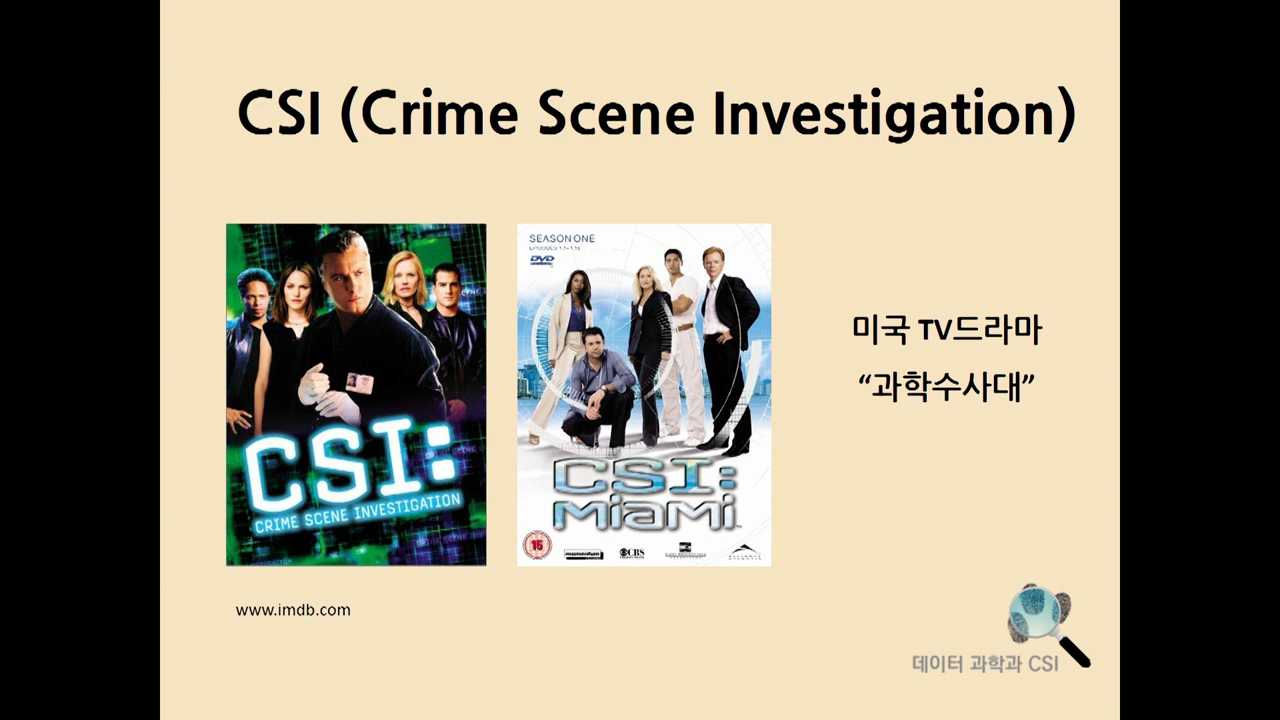 CSI (Crime Scene Investigation)
CSI:
CRIME SCENE INVESTIGATION
SEASON ONE
DVD
CSI:
MiaMi
15
momentum
CBS
미국 TV드라마
“과학수사대”
www.imdb.com
데이터 과학과 CSI